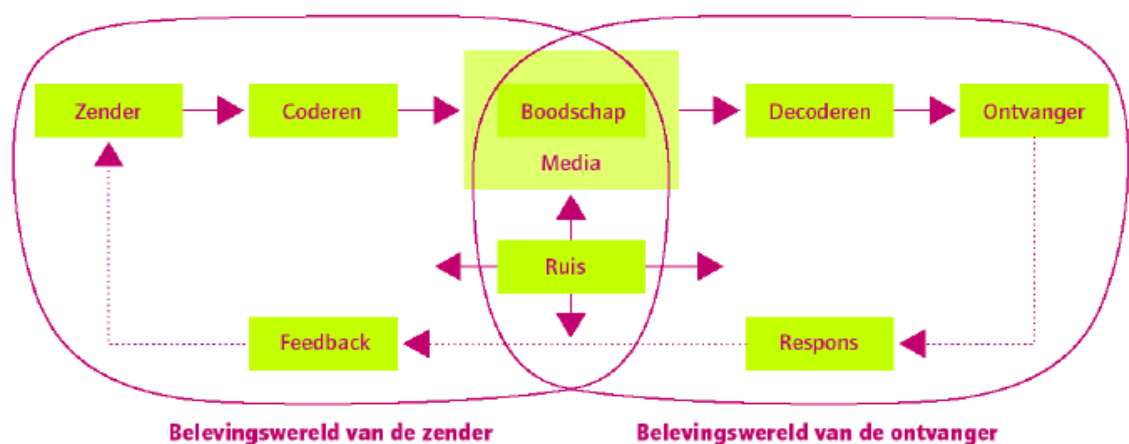 Zender
Coderen
Boodschap
Decoderen
Ontvanger
Media
Ruis
Feedback
Respons
Belevingswereld van de zender
Belevingswereld van de ontvanger